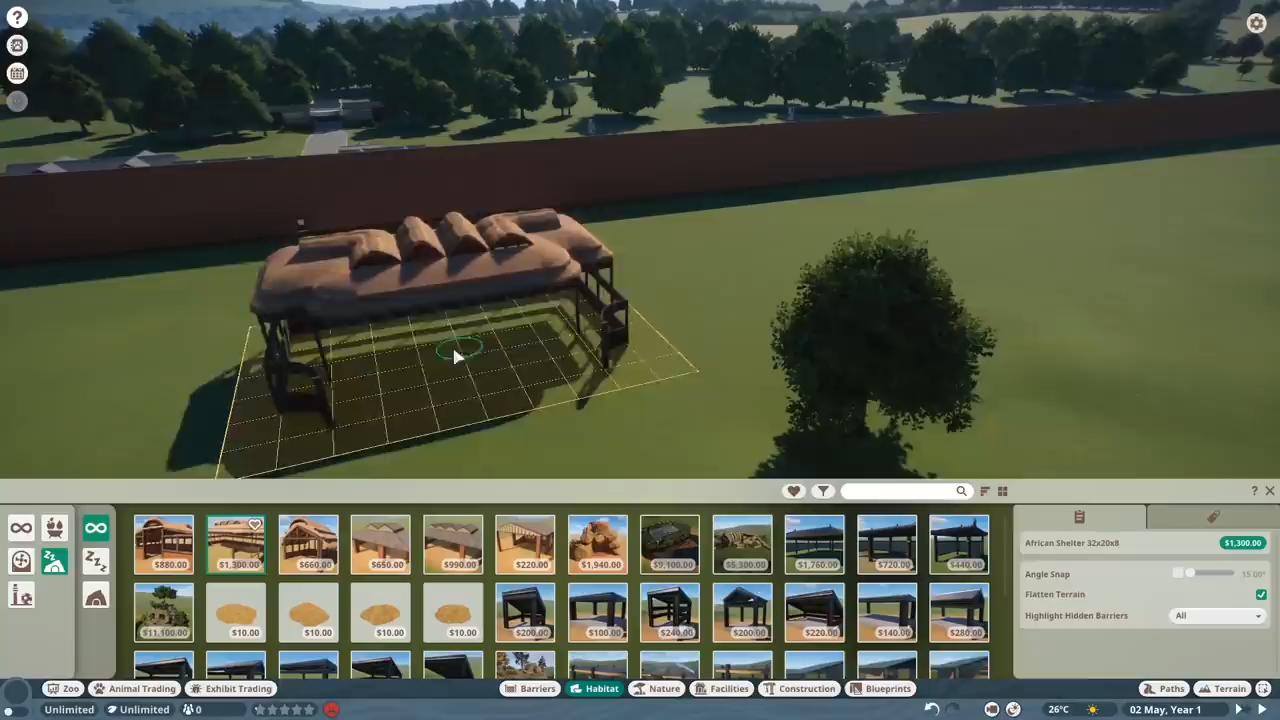 ?
$880.00 $1,300.00 $660.00 $650.00 $990.00 $220.00 $1,940.00 $9,100.00 $5,300.00 $1,760.00 $720.00 $440.00
$11,100.00 $10.00 $10.00 $10.00 $10.00 $200.00 $100.00 $240.00 $200.00 $220.00 $140.00 $280.00
? X
African Shelter 32x20x8 $1,300.00
Angle Snap 15.00°
Flatten Terrain
Highlight Hidden Barriers All
Zoo Animal Trading Exhibit Trading Barriers Habitat Nature Facilities Construction Blueprints Paths Terrain
Unlimited Unlimited 0 26°C 02 May, Year 1